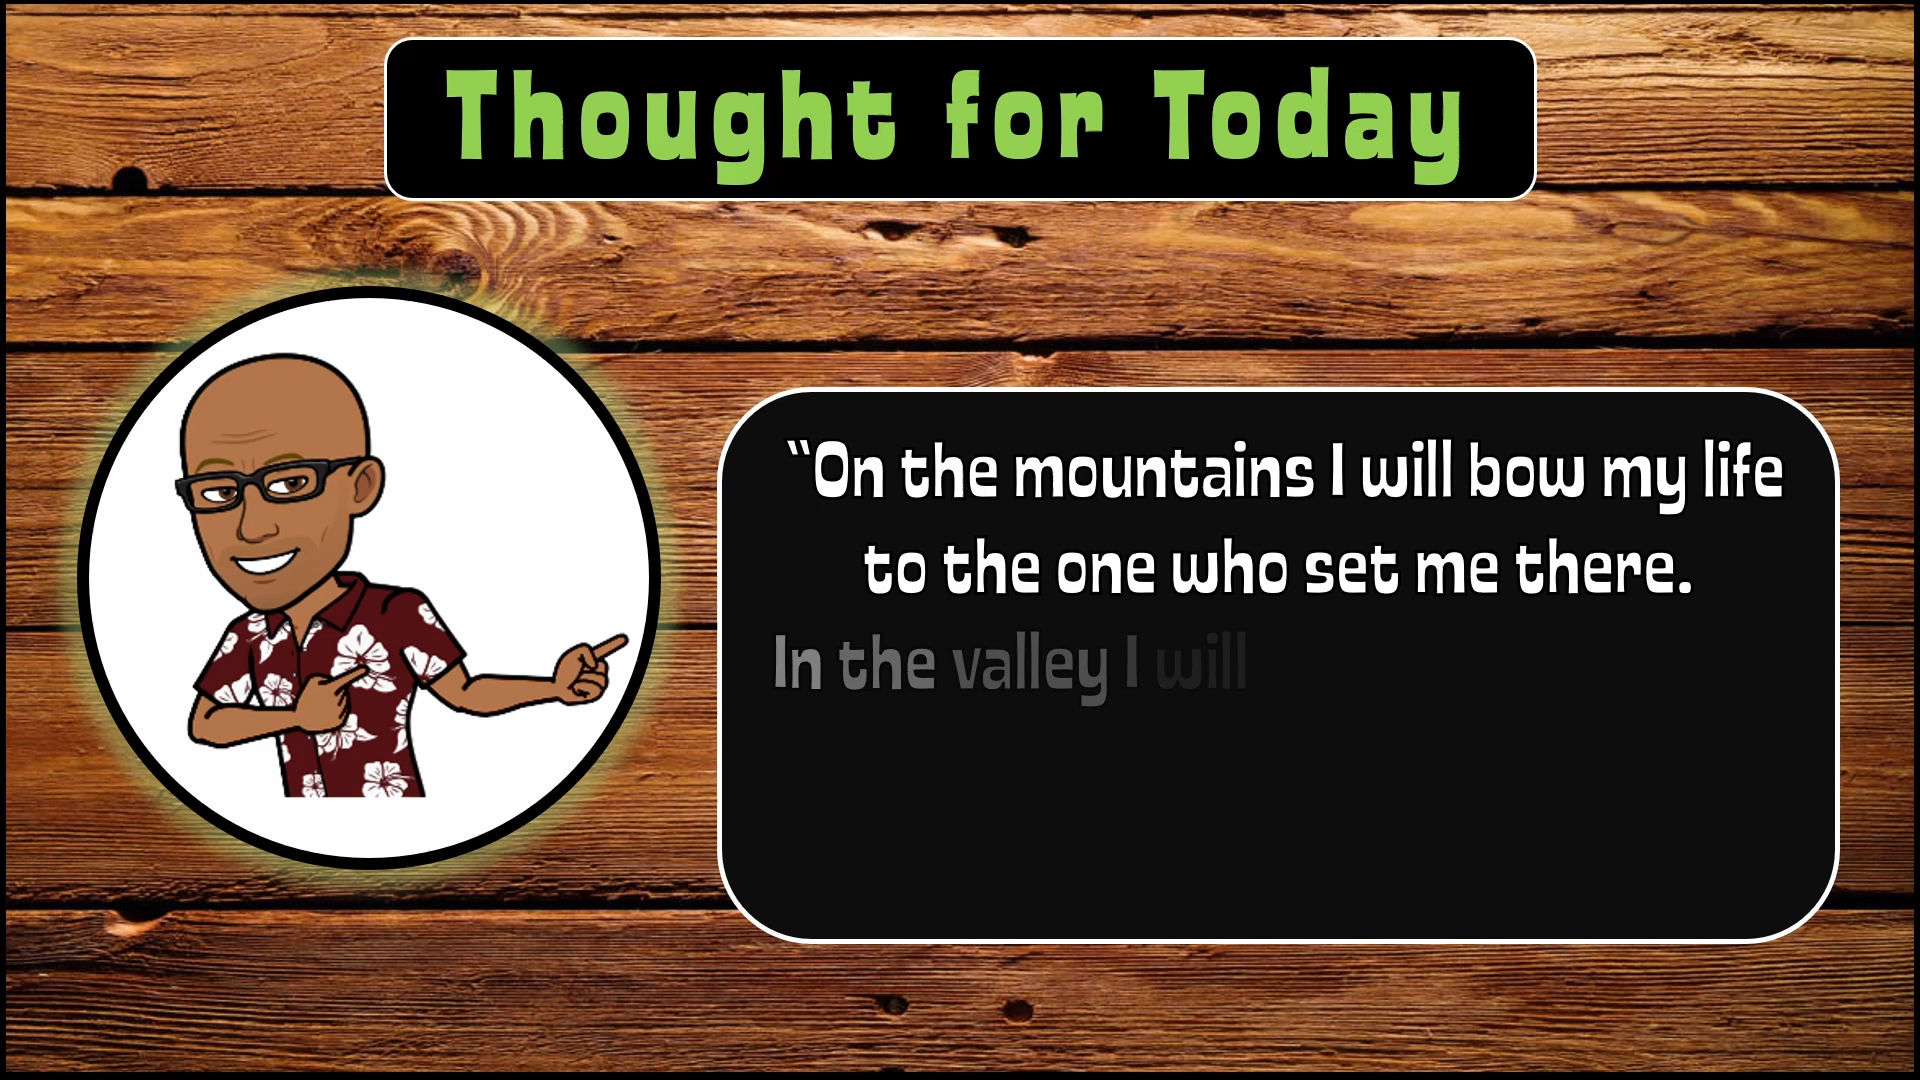 Thought for Today
“On the mountains I will bow my life
to the one who set me there.
In the valley I will